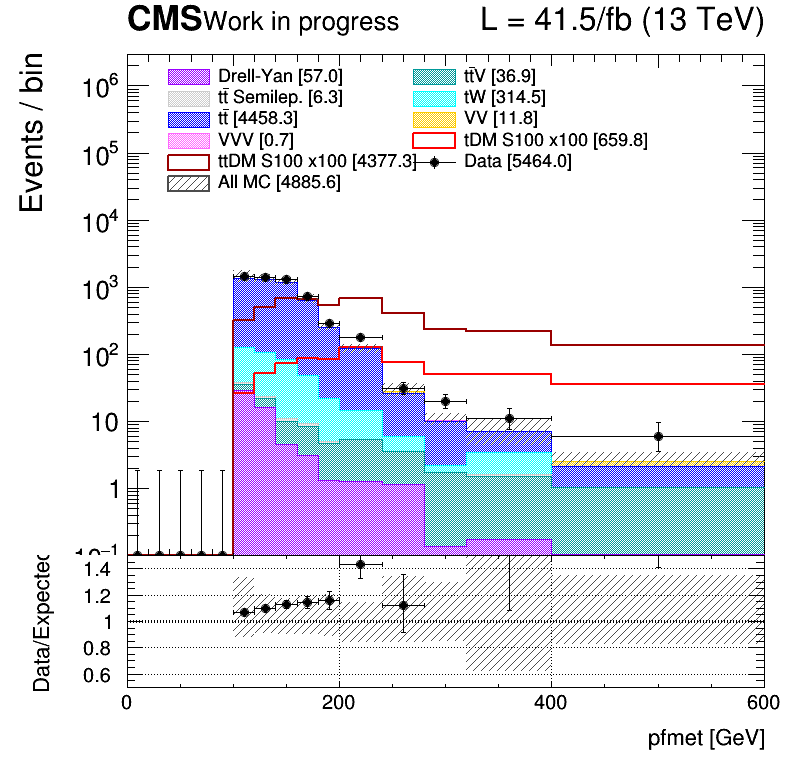 CMS Work in progress L = 41.5/fb (13 TeV)
Events / bin
Drell-Yan [57.0] tt̄V [36.9]
tt̄ Semilep. [6.3] tW [314.5]
tt̄ [4458.3] VV [11.8]
VVV [0.7] tDM S100 x100 [659.8]
ttDM S100 x100 [4377.3] Data [5464.0]
All MC [4885.6]
10⁶
10⁵
10⁴
10³
10²
10
1
10⁻¹
Data/Expected
1.4
1.2
1
0.8
0.6
0 200 400 600
pfmet [GeV]